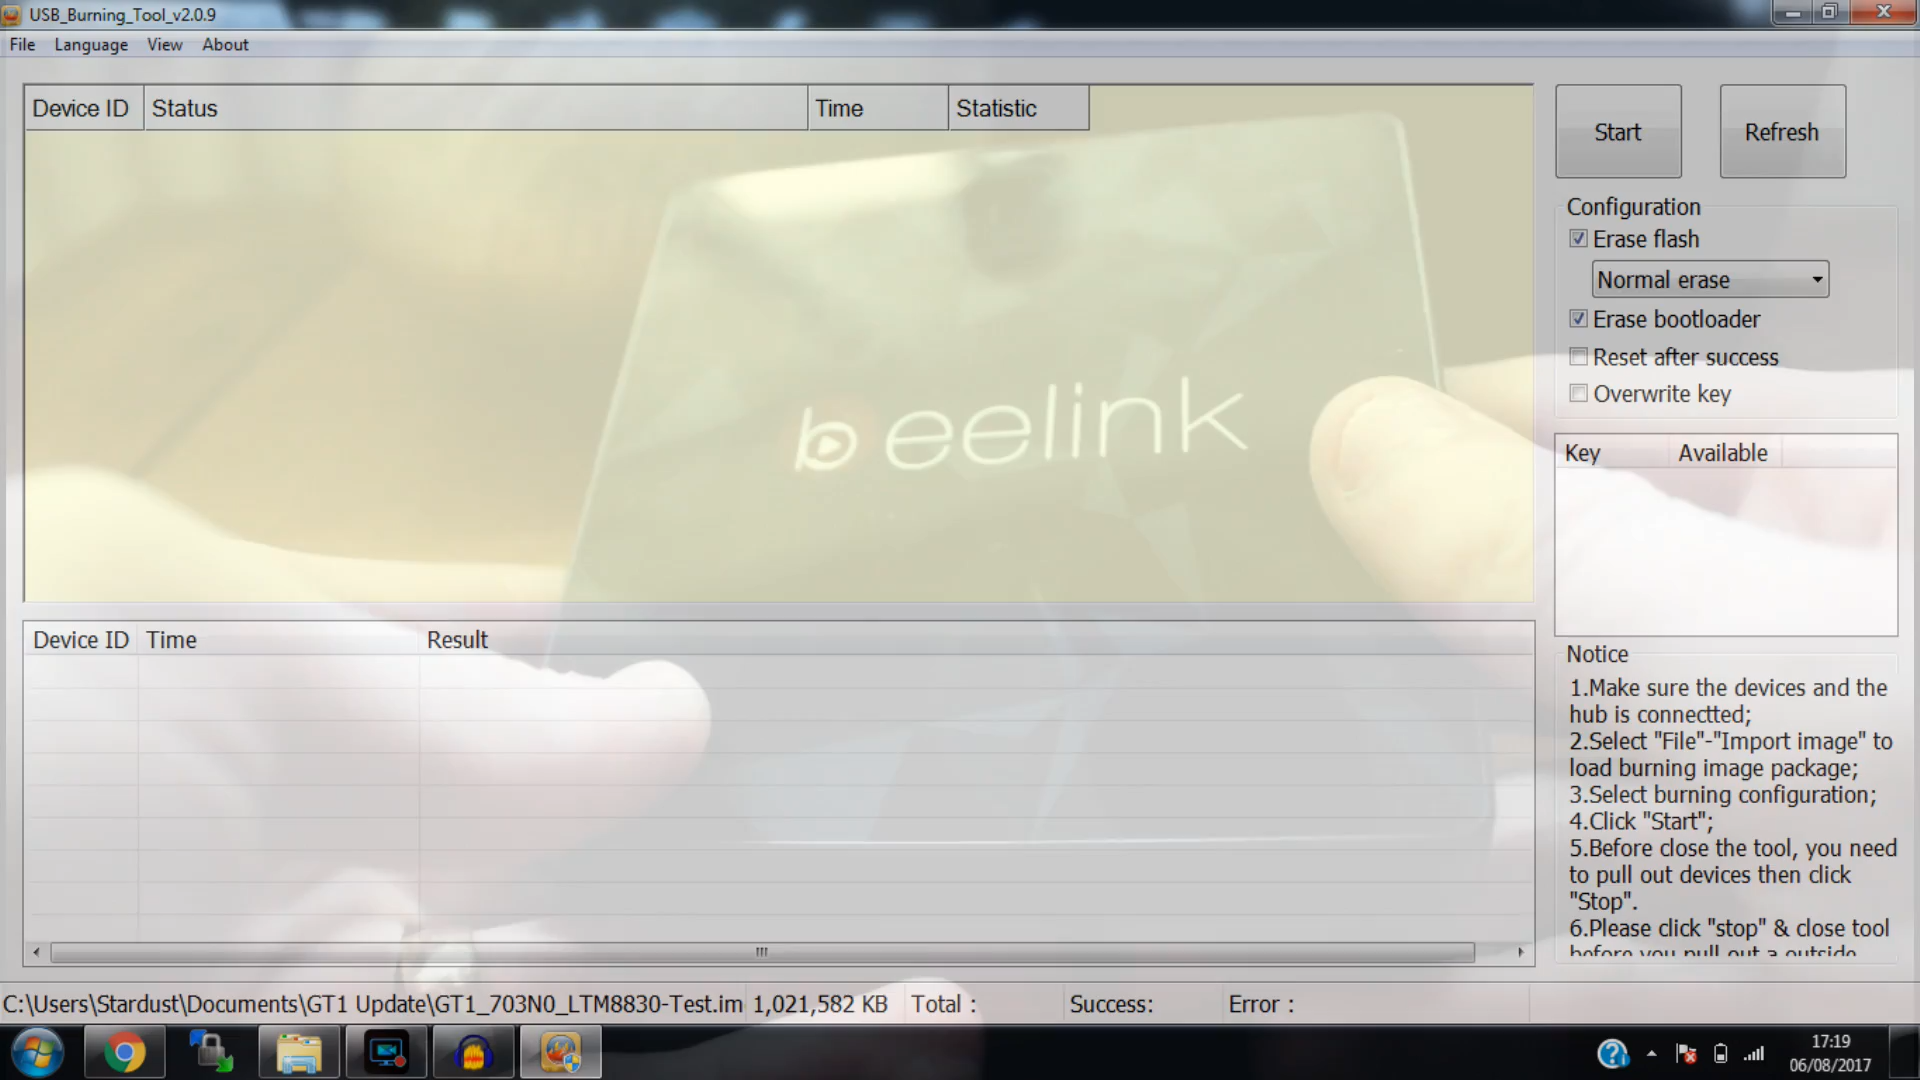 USB_Burning_Tool_v2.0.9
File Language View About
Device ID Status Time Statistic
Start Refresh
Configuration
Erase flash
Normal erase
Erase bootloader
Reset after success
Overwrite key
beelink
Key Available
Device ID Time Result
Notice
1.Make sure the devices and the
hub is connectted;
2.Select "File"-"Import image" to
load burning image package;
3.Select burning configuration;
4.Click "Start";
5.Before close the tool, you need
to pull out devices then click
"Stop".
6.Please click "stop" & close tool
before you pull out a outside
C:\Users\Stardust\Documents\GT1 Update\GT1_703N0_LTM8830-Test.im 1,021,582 KB Total : Success: Error :
17:19
06/08/2017